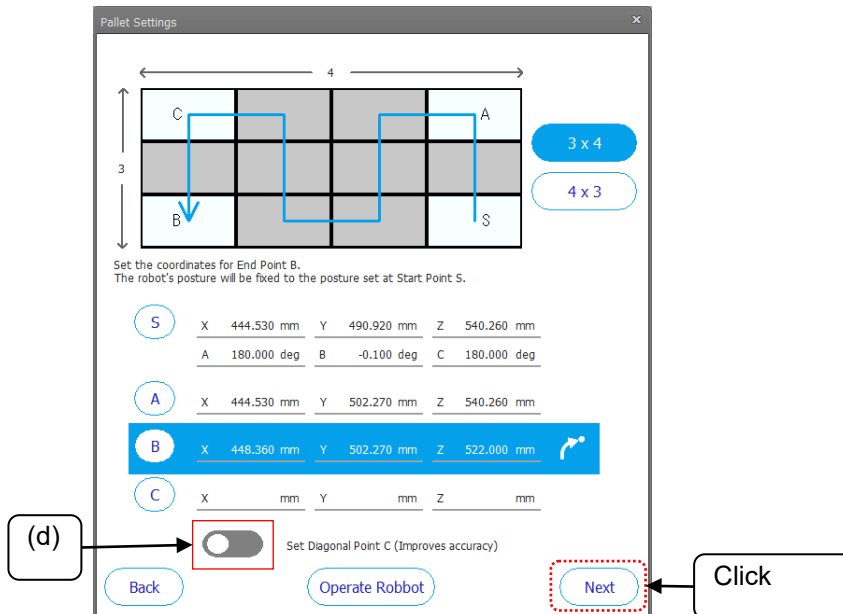 Pallet Settings ×
4
C A
3 x 4
3
4 x 3
B S
Set the coordinates for End Point B.
The robot's posture will be fixed to the posture set at Start Point S.
S X 444.530 mm Y 490.920 mm Z 540.260 mm
A 180.000 deg B -0.100 deg C 180.000 deg
A X 444.530 mm Y 502.270 mm Z 540.260 mm
B X 448.360 mm Y 502.270 mm Z 522.000 mm
C X mm Y mm Z mm
(d) Set Diagonal Point C (Improves accuracy)
Back Operate Robbot Next Click